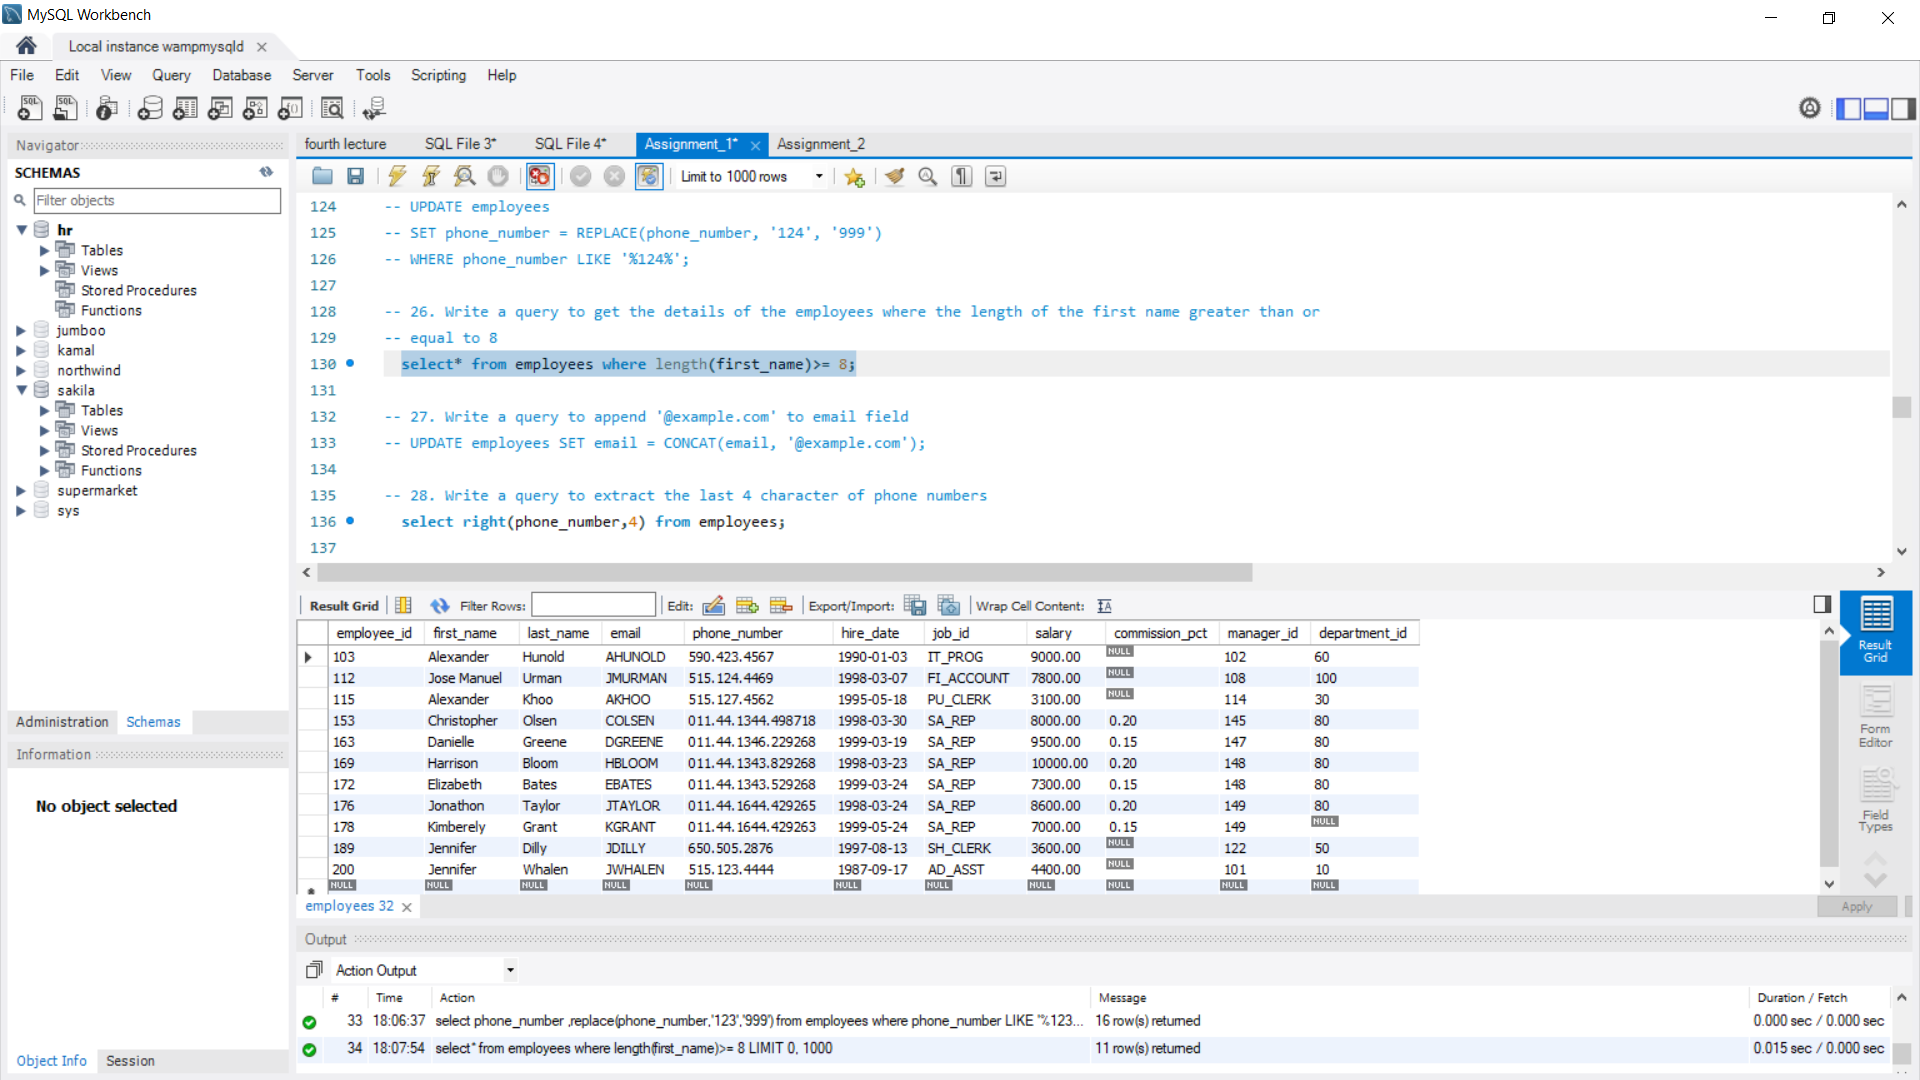 MySQL Workbench
Local instance wampmysqld
File Edit View Query Database Server Tools Scripting Help
Navigator
SCHEMAS
Filter objects
hr
Tables
Views
Stored Procedures
Functions
jumboo
kamal
northwind
sakila
Tables
Views
Stored Procedures
Functions
supermarket
sys
Administration Schemas
Information
No object selected
Object Info Session
fourth lecture SQL File 3* SQL File 4* Assignment_1* Assignment_2
Limit to 1000 rows
124 -- UPDATE employees
125 -- SET phone_number = REPLACE(phone_number, '124', '999')
126 -- WHERE phone_number LIKE '%124%';
127
128 -- 26. Write a query to get the details of the employees where the length of the first name greater than or
129 -- equal to 8
130 select* from employees where length(first_name)>= 8;
131
132 -- 27. Write a query to append '@example.com' to email field
133 -- UPDATE employees SET email = CONCAT(email, '@example.com');
134
135 -- 28. Write a query to extract the last 4 character of phone numbers
136 select right(phone_number,4) from employees;
137
Result Grid Filter Rows: Edit: Export/Import: Wrap Cell Content:
employee_id first_name last_name email phone_number hire_date job_id salary commission_pct manager_id department_id
103 Alexander Hunold AHUNOLD 590.423.4567 1990-01-03 IT_PROG 9000.00 NULL 102 60
112 Jose Manuel Urman JMURMAN 515.124.4469 1998-03-07 FI_ACCOUNT 7800.00 NULL 108 100
115 Alexander Khoo AKHOO 515.127.4562 1995-05-18 PU_CLERK 3100.00 NULL 114 30
153 Christopher Olsen COLSEN 011.44.1344.498718 1998-03-30 SA_REP 8000.00 0.20 145 80
163 Danielle Greene DGREENE 011.44.1346.229268 1999-03-19 SA_REP 9500.00 0.15 147 80
169 Harrison Bloom HBLOOM 011.44.1343.829268 1998-03-23 SA_REP 10000.00 0.20 148 80
172 Elizabeth Bates EBATES 011.44.1343.529268 1999-03-24 SA_REP 7300.00 0.15 148 80
176 Jonathon Taylor JTAYLOR 011.44.1644.429265 1998-03-24 SA_REP 8600.00 0.20 149 80
178 Kimberely Grant KGRANT 011.44.1644.429263 1999-05-24 SA_REP 7000.00 0.15 149 NULL
189 Jennifer Dilly JDILLY 650.505.2876 1997-08-13 SH_CLERK 3600.00 NULL 122 50
200 Jennifer Whalen JWHALEN 515.123.4444 1987-09-17 AD_ASST 4400.00 NULL 101 10
NULL NULL NULL NULL NULL NULL NULL NULL NULL NULL NULL
Result
Grid
Form
Editor
Field
Types
employees 32
Apply
Output
Action Output
# Time Action Message Duration / Fetch
33 18:06:37 select phone_number ,replace(phone_number,'123','999') from employees where phone_number LIKE '%123... 16 row(s) returned 0.000 sec / 0.000 sec
34 18:07:54 select* from employees where length(first_name)>= 8 LIMIT 0, 1000 11 row(s) returned 0.015 sec / 0.000 sec